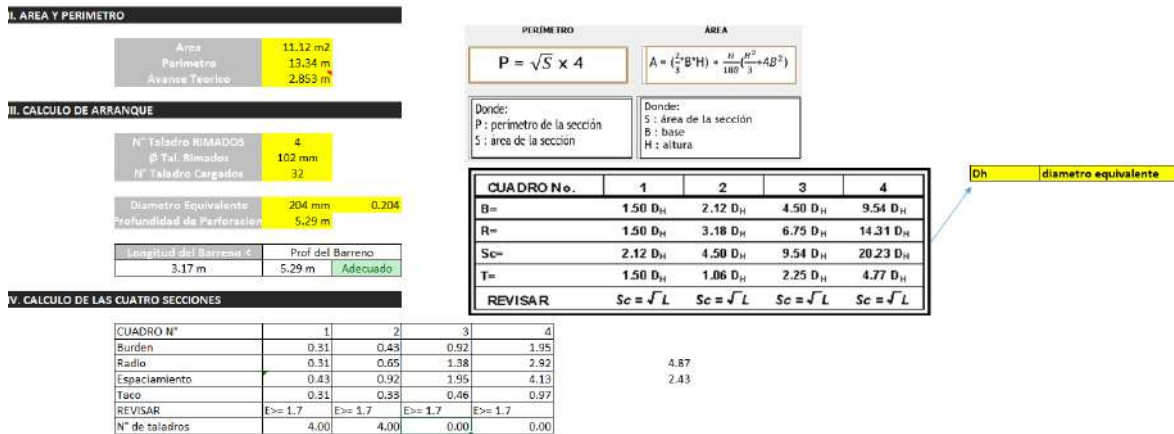 II. AREA Y PERIMETRO
Area 11.12 m2
Perimetro 13.34 m
Avance Teorico 2.853 m
III. CALCULO DE ARRANQUE
N° Taladro RIMADOS 4
Ø Tal. Rimados 102 mm
N° Taladro Cargados 32
Diametro Equivalente 204 mm 0.204
Profundidad de Perforacion 5.29 m
Longitud del Barreno < Prof del Barreno
3.17 m 5.29 m Adecuado
IV. CALCULO DE LAS CUATRO SECCIONES
CUADRO N° 1 2 3 4
Burden 0.31 0.43 0.92 1.95
Radio 0.31 0.65 1.38 2.92
Espaciamiento 0.43 0.92 1.95 4.13
Taco 0.31 0.33 0.46 0.97
REVISAR E>= 1.7 E>= 1.7 E>= 1.7 E>= 1.7
N° de taladros 4.00 4.00 0.00 0.00
PERÍMETRO
P = √S x 4
Donde:
P : perimetro de la sección
S : área de la sección
ÁREA
Donde:
S : área de la sección
B : base
H : altura
CUADRO No. 1 2 3 4
B= 1.50 DH 2.12 DH 4.50 DH 9.54 DH
R= 1.50 DH 3.18 DH 6.75 DH 14.31 DH
Sc= 2.12 DH 4.50 DH 9.54 DH 20.23 DH
T= 1.50 DH 1.06 DH 2.25 DH 4.77 DH
REVISAR Sc = √L Sc = √L Sc = √L Sc = √L
Dh diametro equivalente
4.87
2.43